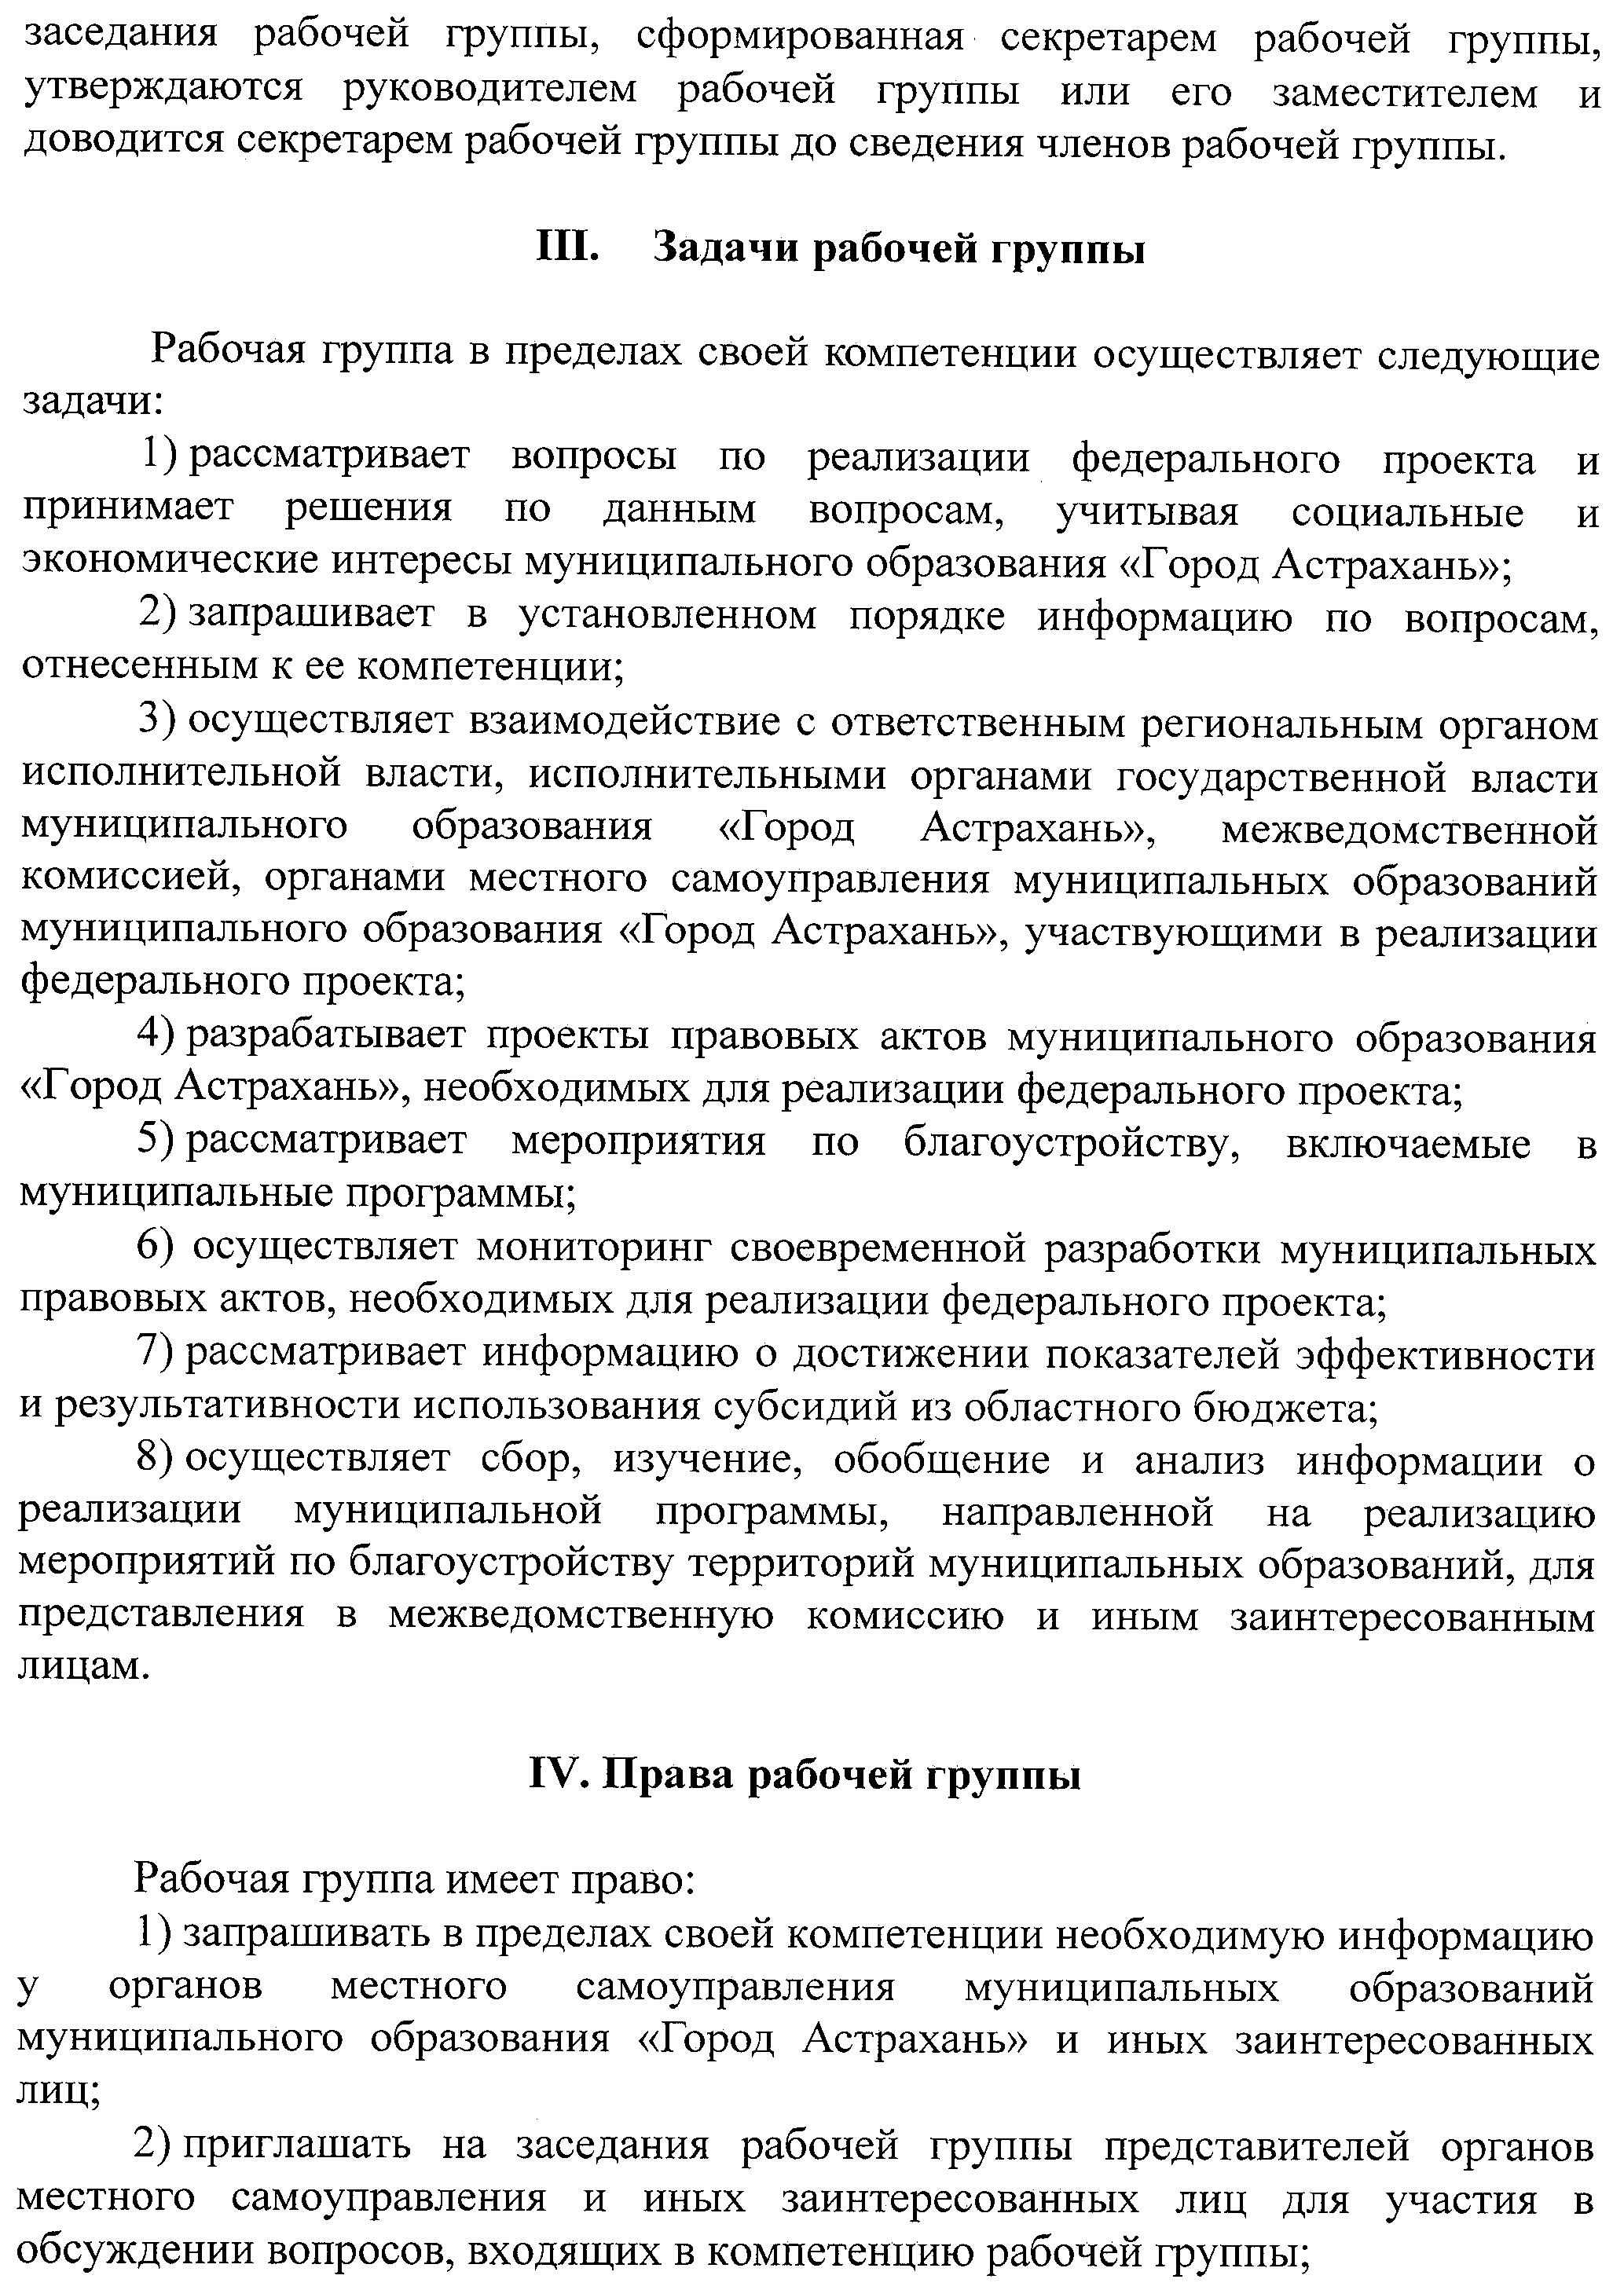 заседания рабочей группы, сформированная секретарем рабочей группы,
утверждаются руководителем рабочей группы или его заместителем и
доводится секретарем рабочей группы до сведения членов рабочей группы.
III. Задачи рабочей группы
Рабочая группа в пределах своей компетенции осуществляет следующие
задачи:
1) рассматривает вопросы по реализации федерального проекта и
принимает решения по данным вопросам, учитывая социальные и
экономические интересы муниципального образования «Город Астрахань»;
2) запрашивает в установленном порядке информацию по вопросам,
отнесенным к ее компетенции;
3) осуществляет взаимодействие с ответственным региональным органом
исполнительной власти, исполнительными органами государственной власти
муниципального образования «Город Астрахань», межведомственной
комиссией, органами местного самоуправления муниципальных образований
муниципального образования «Город Астрахань», участвующими в реализации
федерального проекта;
4) разрабатывает проекты правовых актов муниципального образования
«Город Астрахань», необходимых для реализации федерального проекта;
5) рассматривает мероприятия по благоустройству, включаемые в
муниципальные программы;
6) осуществляет мониторинг своевременной разработки муниципальных
правовых актов, необходимых для реализации федерального проекта;
7) рассматривает информацию о достижении показателей эффективности
и результативности использования субсидий из областного бюджета;
8) осуществляет сбор, изучение, обобщение и анализ информации о
реализации муниципальной программы, направленной на реализацию
мероприятий по благоустройству территорий муниципальных образований, для
представления в межведомственную комиссию и иным заинтересованным
лицам.
IV. Права рабочей группы
Рабочая группа имеет право:
1) запрашивать в пределах своей компетенции необходимую информацию
у органов местного самоуправления муниципальных образований
муниципального образования «Город Астрахань» и иных заинтересованных
лиц;
2) приглашать на заседания рабочей группы представителей органов
местного самоуправления и иных заинтересованных лиц для участия в
обсуждении вопросов, входящих в компетенцию рабочей группы;